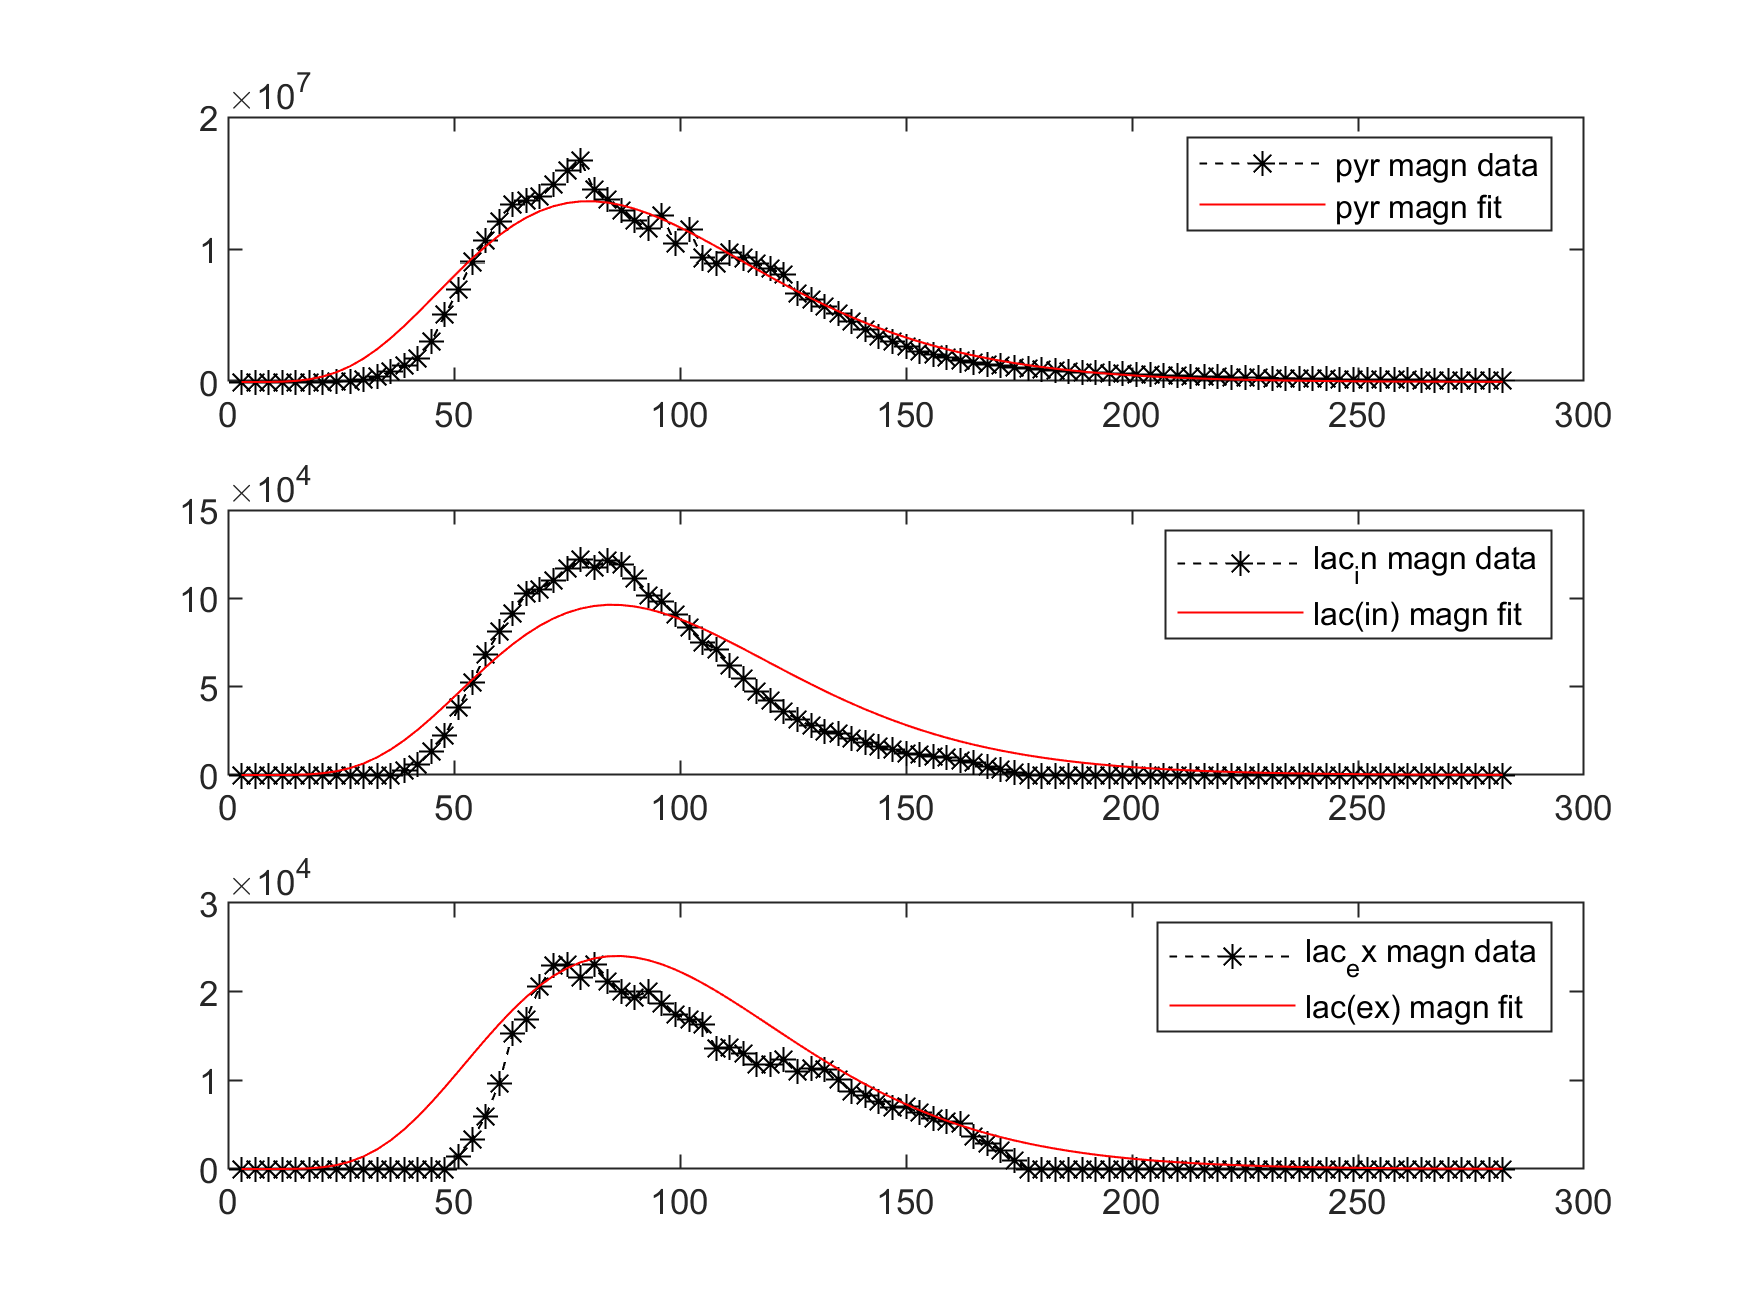 ×10^7
2
1
0
0 50 100 150 200 250 300
pyr magn data
pyr magn fit
×10^4
15
10
5
0
0 50 100 150 200 250 300
lac_in magn data
lac(in) magn fit
×10^4
3
2
1
0
0 50 100 150 200 250 300
lac_ex magn data
lac(ex) magn fit